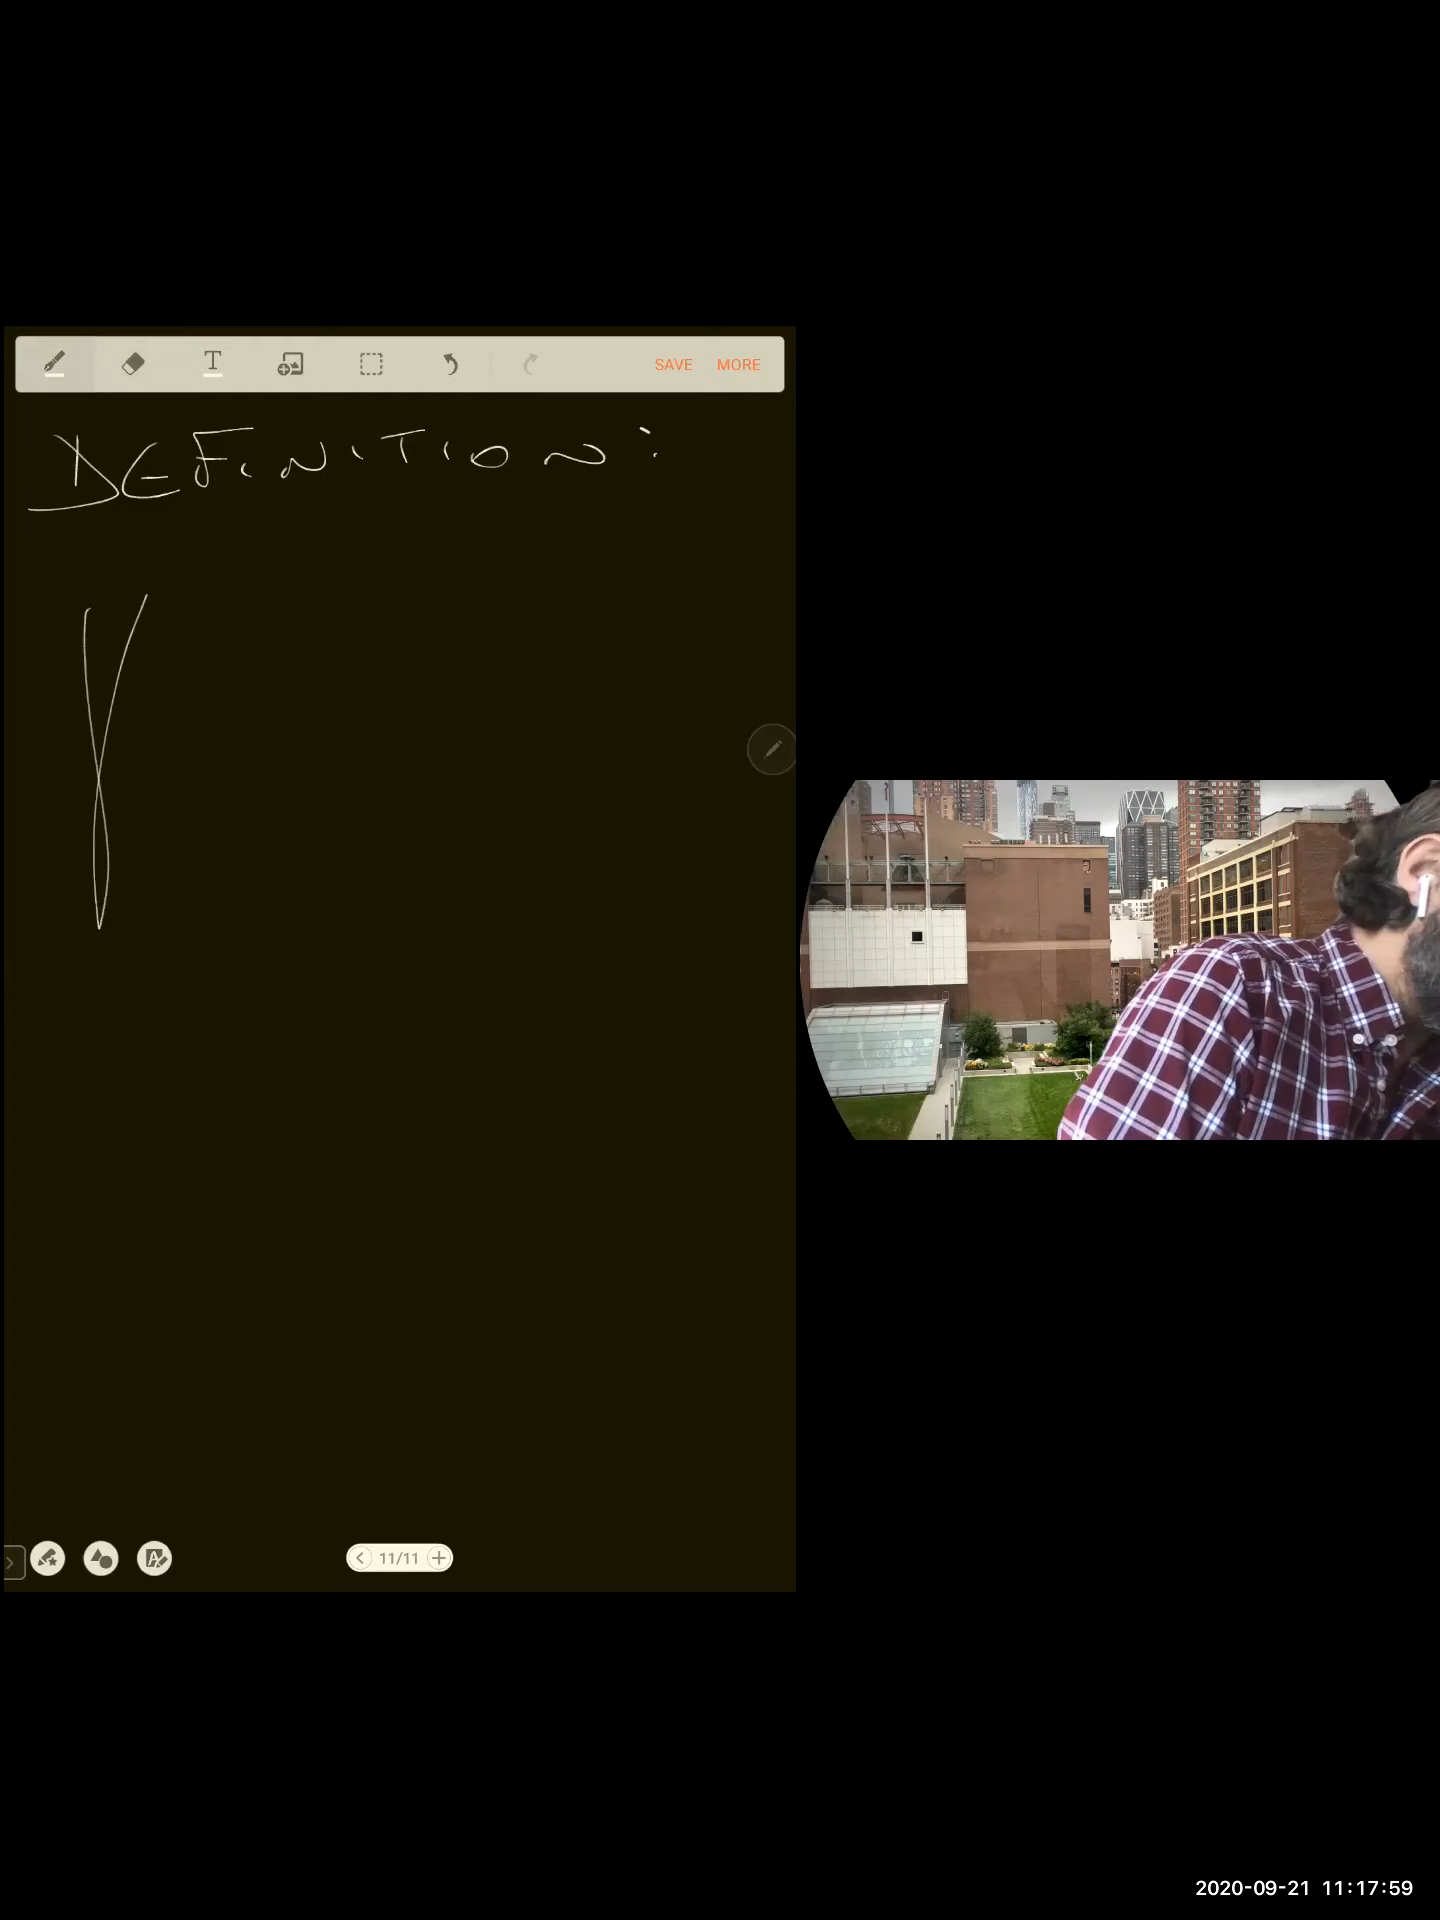 T
SAVE MORE
DEFINITION:
γ
A
11/11
2020-09-21 11:17:59